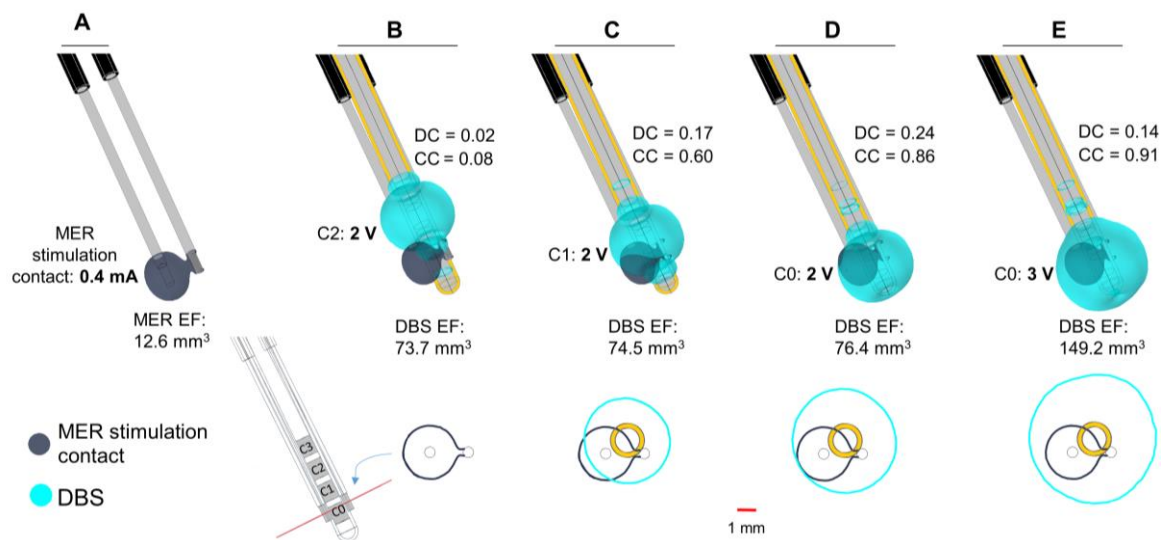 A
B
C
D
E
DC = 0.02
CC = 0.08
DC = 0.17
CC = 0.60
DC = 0.24
CC = 0.86
DC = 0.14
CC = 0.91
MER
stimulation
contact: 0.4 mA
C2: 2 V
C1: 2 V
C0: 2 V
C0: 3 V
MER EF:
12.6 mm³
DBS EF:
73.7 mm³
DBS EF:
74.5 mm³
DBS EF:
76.4 mm³
DBS EF:
149.2 mm³
MER stimulation
contact
DBS
C3
C2
C1
C0
1 mm